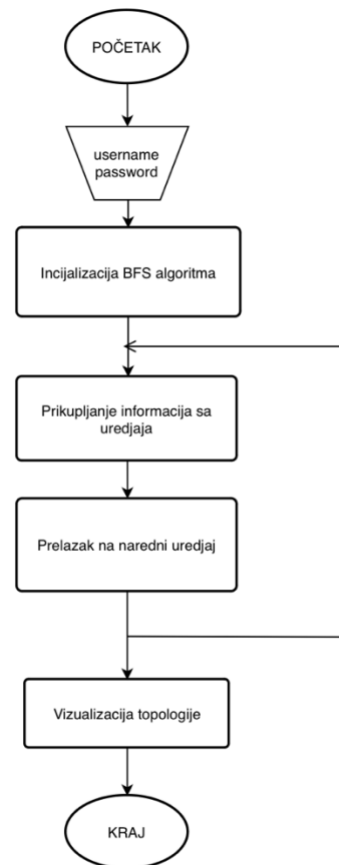 POČETAK
username
password
Incijalizacija BFS algoritma
Prikupljanje informacija sa
uredjaja
Prelazak na naredni uredjaj
Vizualizacija topologije
KRAJ